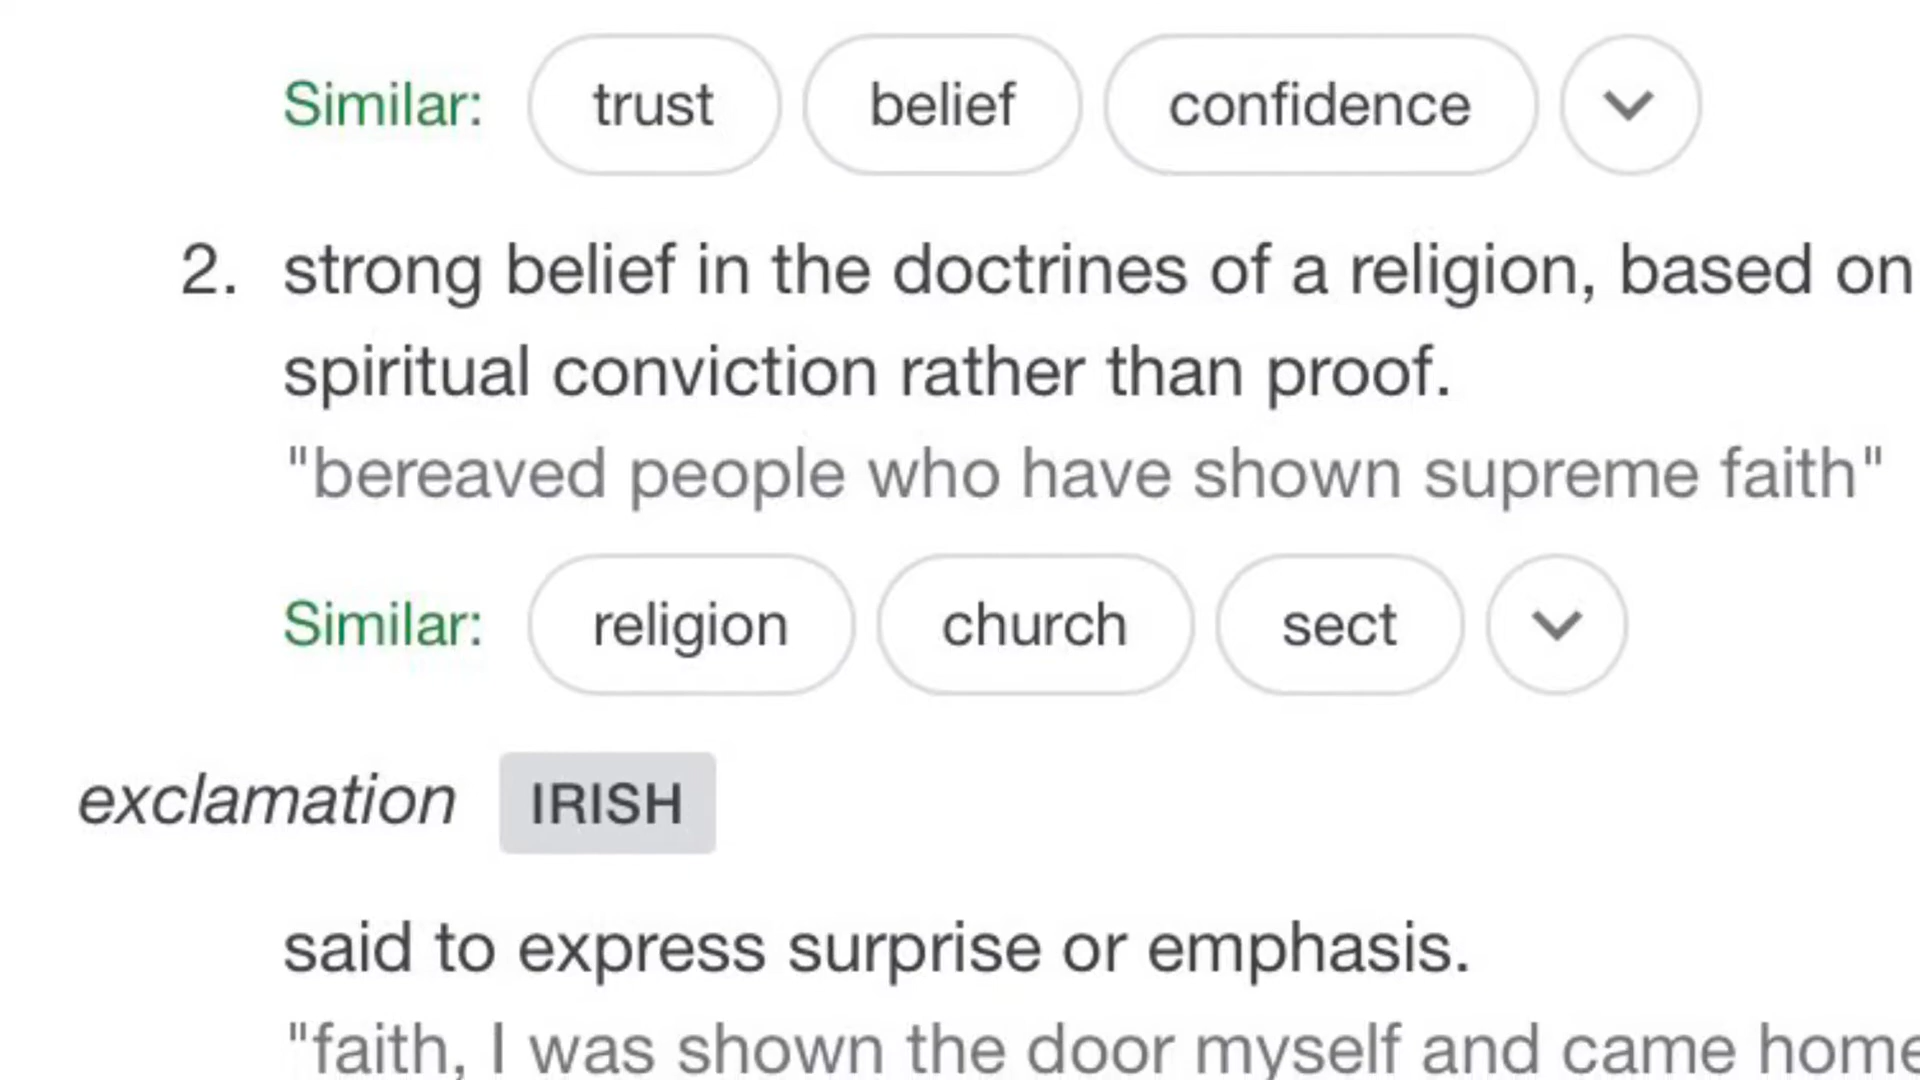 Similar: trust belief confidence
2. strong belief in the doctrines of a religion, based on
spiritual conviction rather than proof.
"bereaved people who have shown supreme faith"
Similar: religion church sect
exclamation IRISH
said to express surprise or emphasis.
"faith, I was shown the door myself and came home